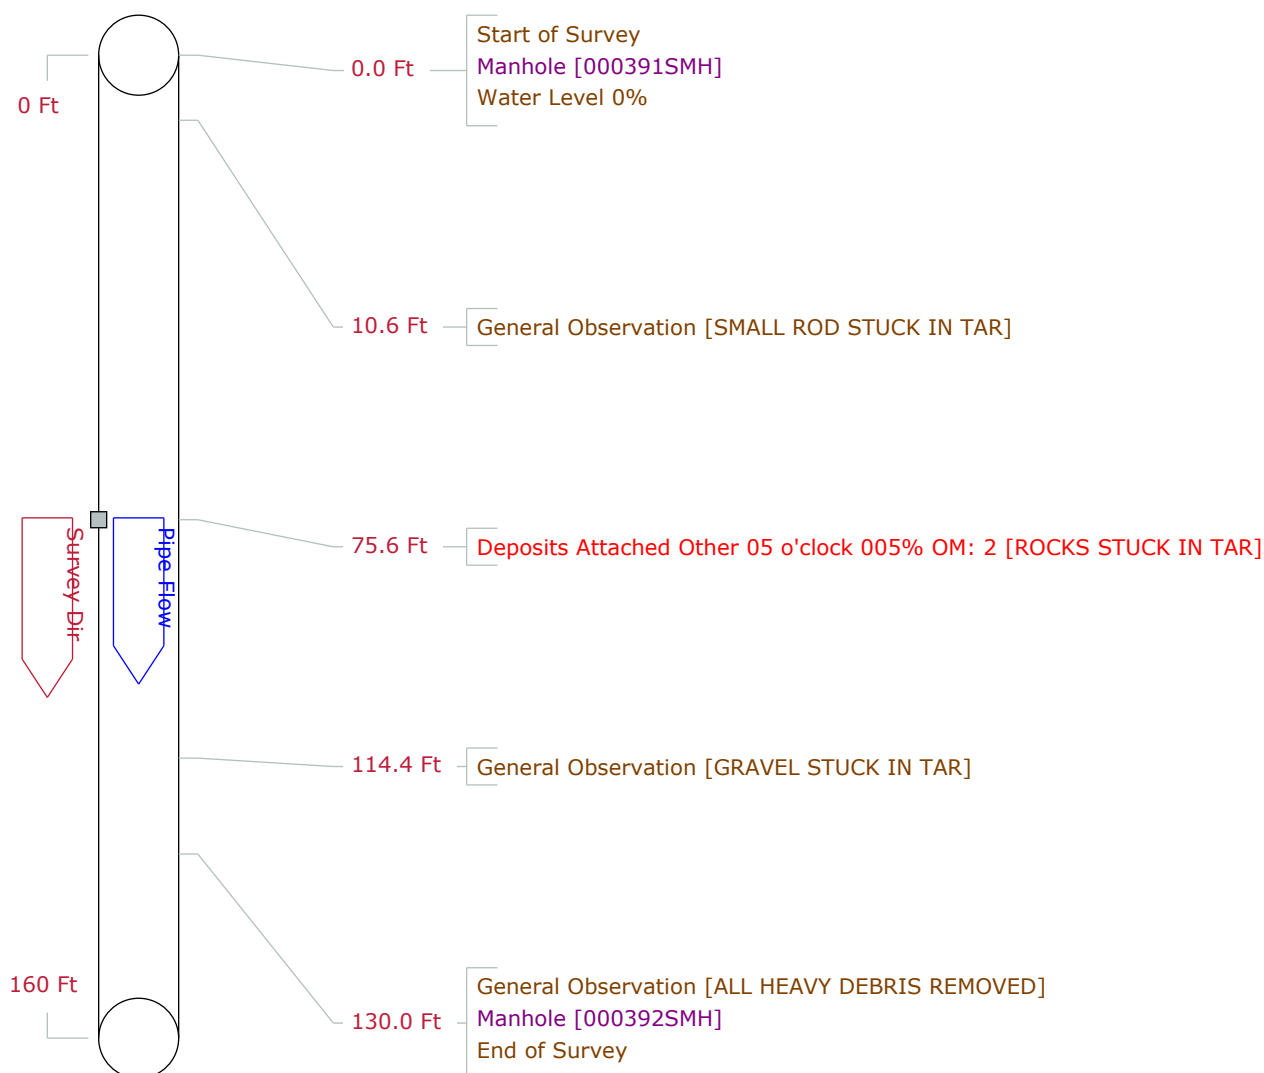 0 Ft
0.0 Ft
Start of Survey
Manhole [000391SMH]
Water Level 0%
10.6 Ft
General Observation [SMALL ROD STUCK IN TAR]
Survey Dir
Pipe Flow
75.6 Ft
Deposits Attached Other 05 o'clock 005% OM: 2 [ROCKS STUCK IN TAR]
114.4 Ft
General Observation [GRAVEL STUCK IN TAR]
160 Ft
130.0 Ft
General Observation [ALL HEAVY DEBRIS REMOVED]
Manhole [000392SMH]
End of Survey